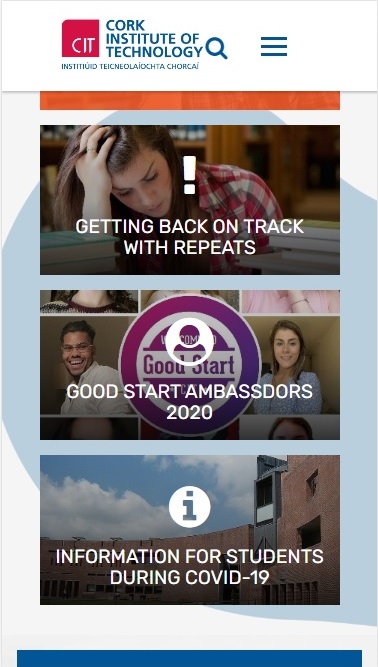 CIT
CORK
INSTITUTE OF
TECHNOLOGY
INSTITIÚID TEICNEOLAÍOCHTA CHORCAÍ
!
GETTING BACK ON TRACK
WITH REPEATS
Good Start
GOOD START AMBASSDORS
2020
i
INFORMATION FOR STUDENTS
DURING COVID-19